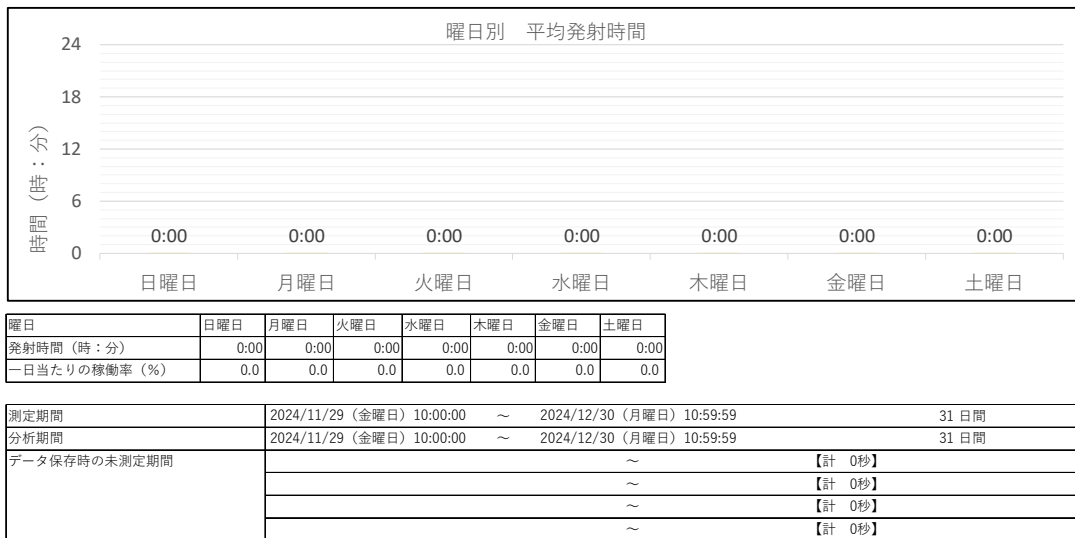 曜日別　平均発射時間
時間（時：分）
24
18
12
6
0
0:00 0:00 0:00 0:00 0:00 0:00 0:00
日曜日 月曜日 火曜日 水曜日 木曜日 金曜日 土曜日
曜日 日曜日 月曜日 火曜日 水曜日 木曜日 金曜日 土曜日
発射時間（時：分） 0:00 0:00 0:00 0:00 0:00 0:00 0:00
一日当たりの稼働率（%） 0.0 0.0 0.0 0.0 0.0 0.0 0.0
測定期間 2024/11/29（金曜日）10:00:00 ～ 2024/12/30（月曜日）10:59:59 31 日間
分析期間 2024/11/29（金曜日）10:00:00 ～ 2024/12/30（月曜日）10:59:59 31 日間
データ保存時の未測定期間 ～ 【計　0秒】
～ 【計　0秒】
～ 【計　0秒】
～ 【計　0秒】